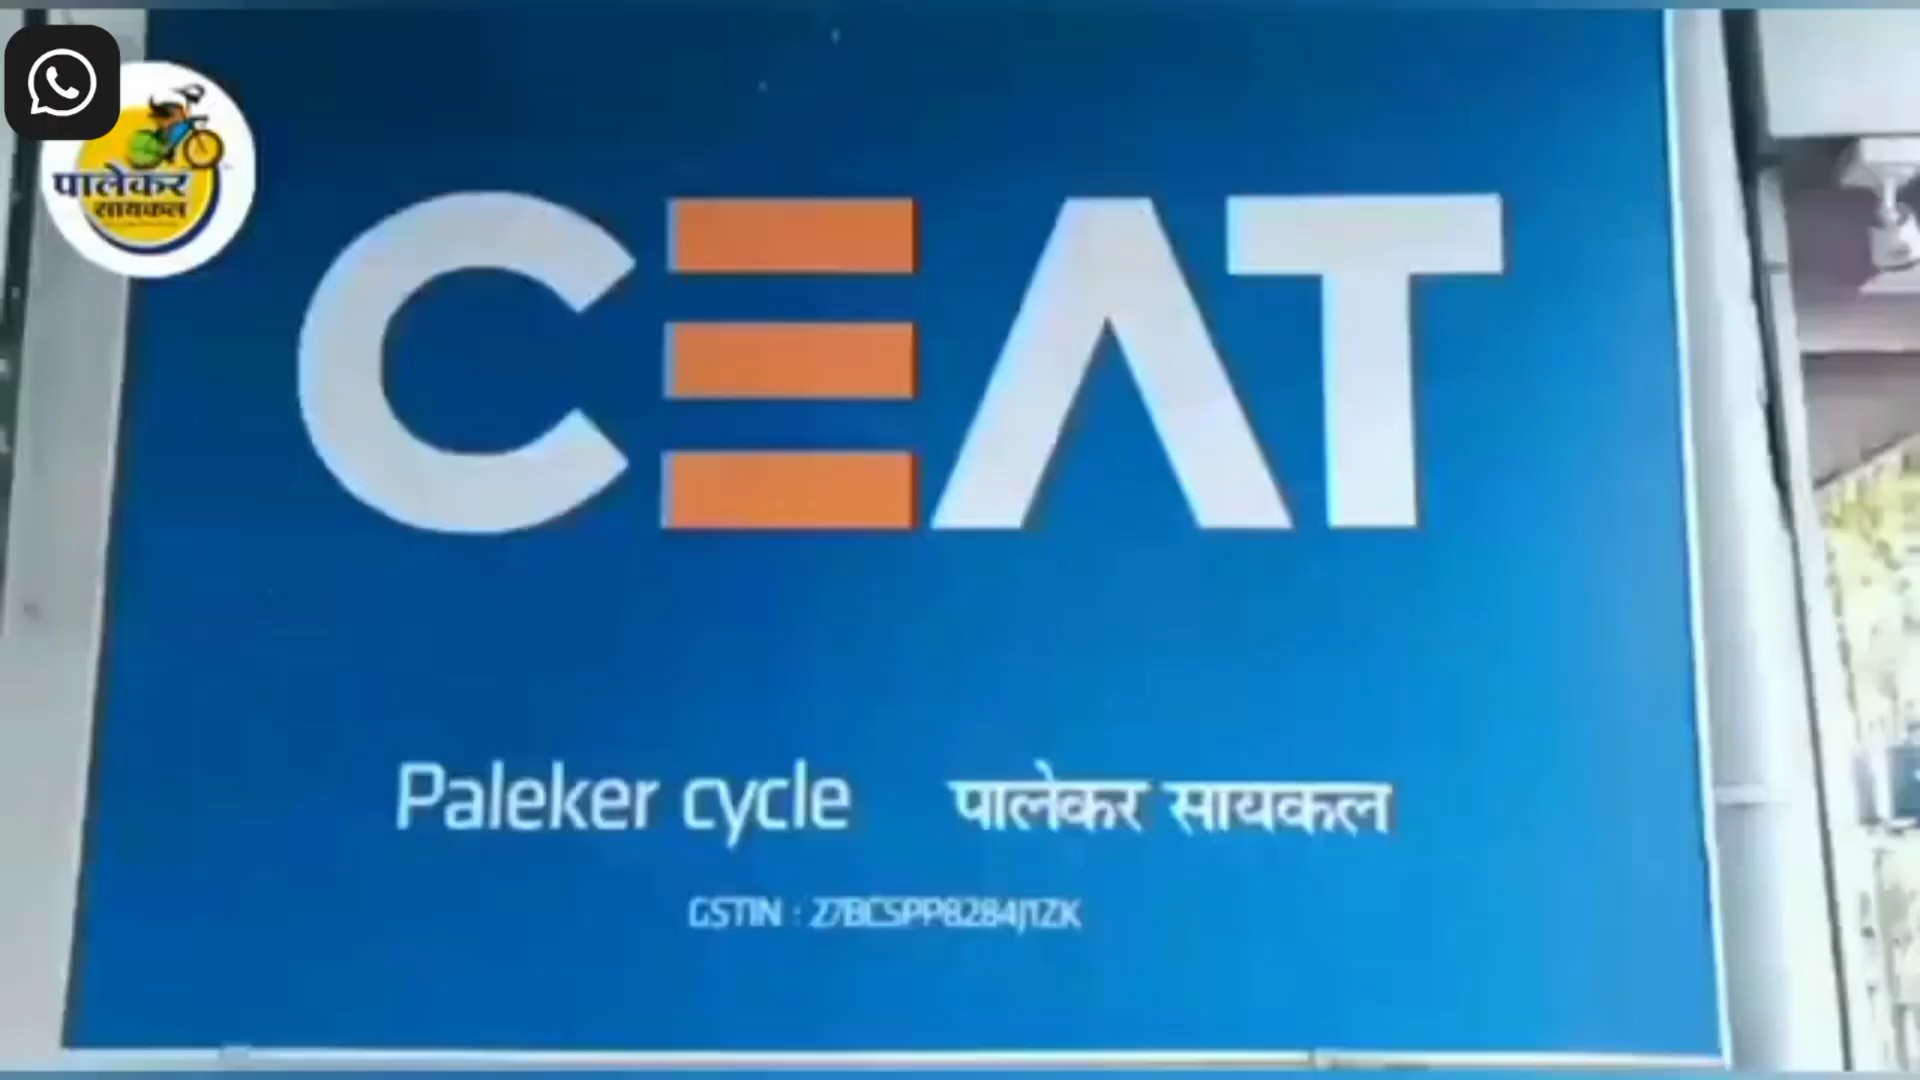 पालेकर
सायकल
CEAT
Paleker cycle पालेकर सायकल
GSTIN : 27BCSPP8284J1ZK